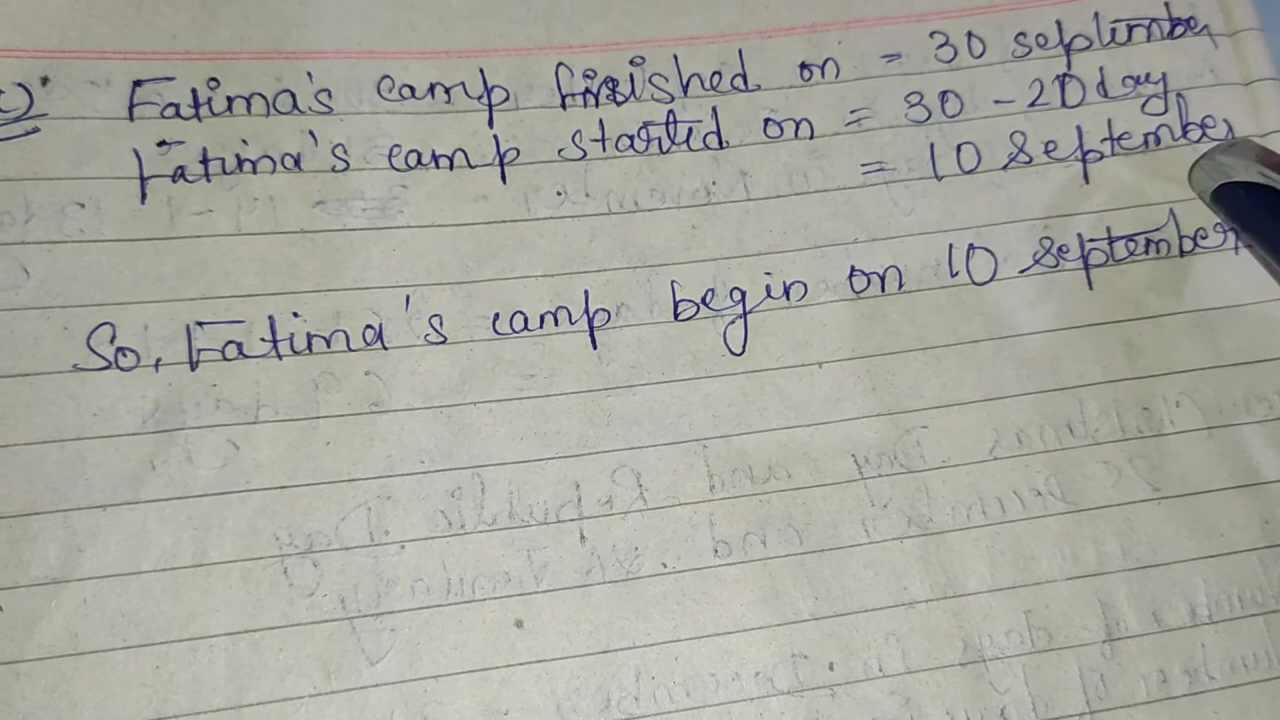 Fatima's camp finished on = 30 september
Fatima's camp started on = 30 - 20 day
= 10 September
So, Fatima's camp begin on 10 september